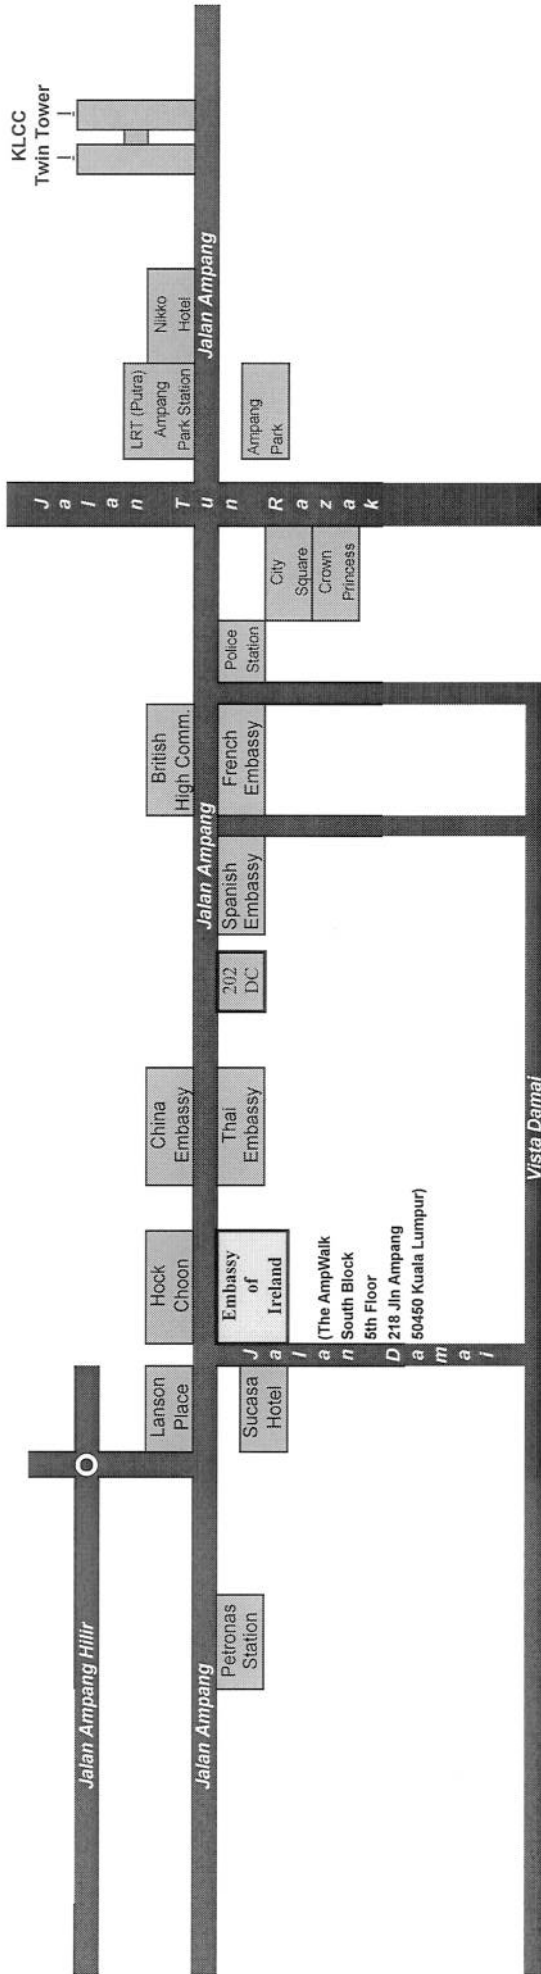 KLCC
Twin Tower
Jalan Ampang
Nikko
Hotel
LRT (Putra)
Ampang
Park Station
Ampang
Park
Jalan Tun Razak
City
Square
Crown
Princess
Police
Station
British
High Comm.
French
Embassy
Jalan Ampang
Spanish
Embassy
202
DC
China
Embassy
Thai
Embassy
Vista Damai
Hock
Choon
Embassy
of
Ireland
(The AmpWalk
South Block
5th Floor
218 Jln Ampang
50450 Kuala Lumpur)
Jalan Damai
Lanson
Place
Sucasa
Hotel
Petronas
Station
Jalan Ampang Hilir
Jalan Ampang